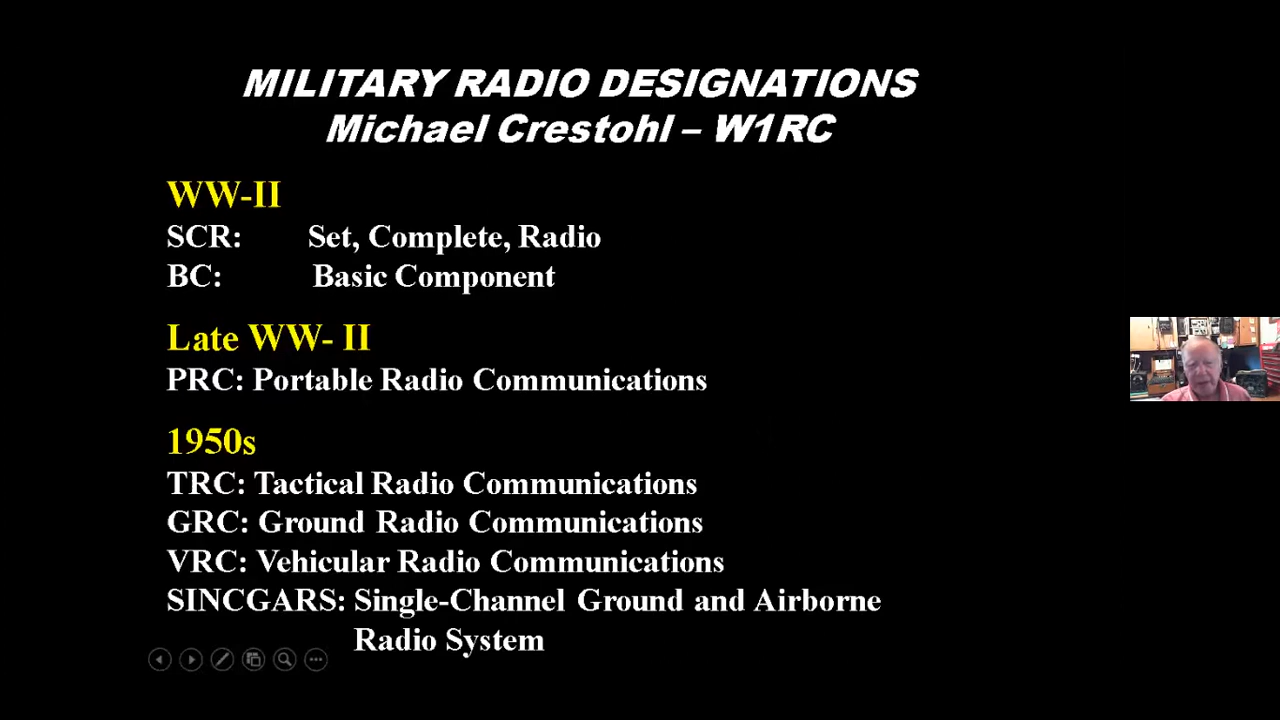 MILITARY RADIO DESIGNATIONS
Michael Crestohl – W1RC
WW-II
SCR: Set, Complete, Radio
BC: Basic Component
Late WW- II
PRC: Portable Radio Communications
1950s
TRC: Tactical Radio Communications
GRC: Ground Radio Communications
VRC: Vehicular Radio Communications
SINCGARS: Single-Channel Ground and Airborne
Radio System